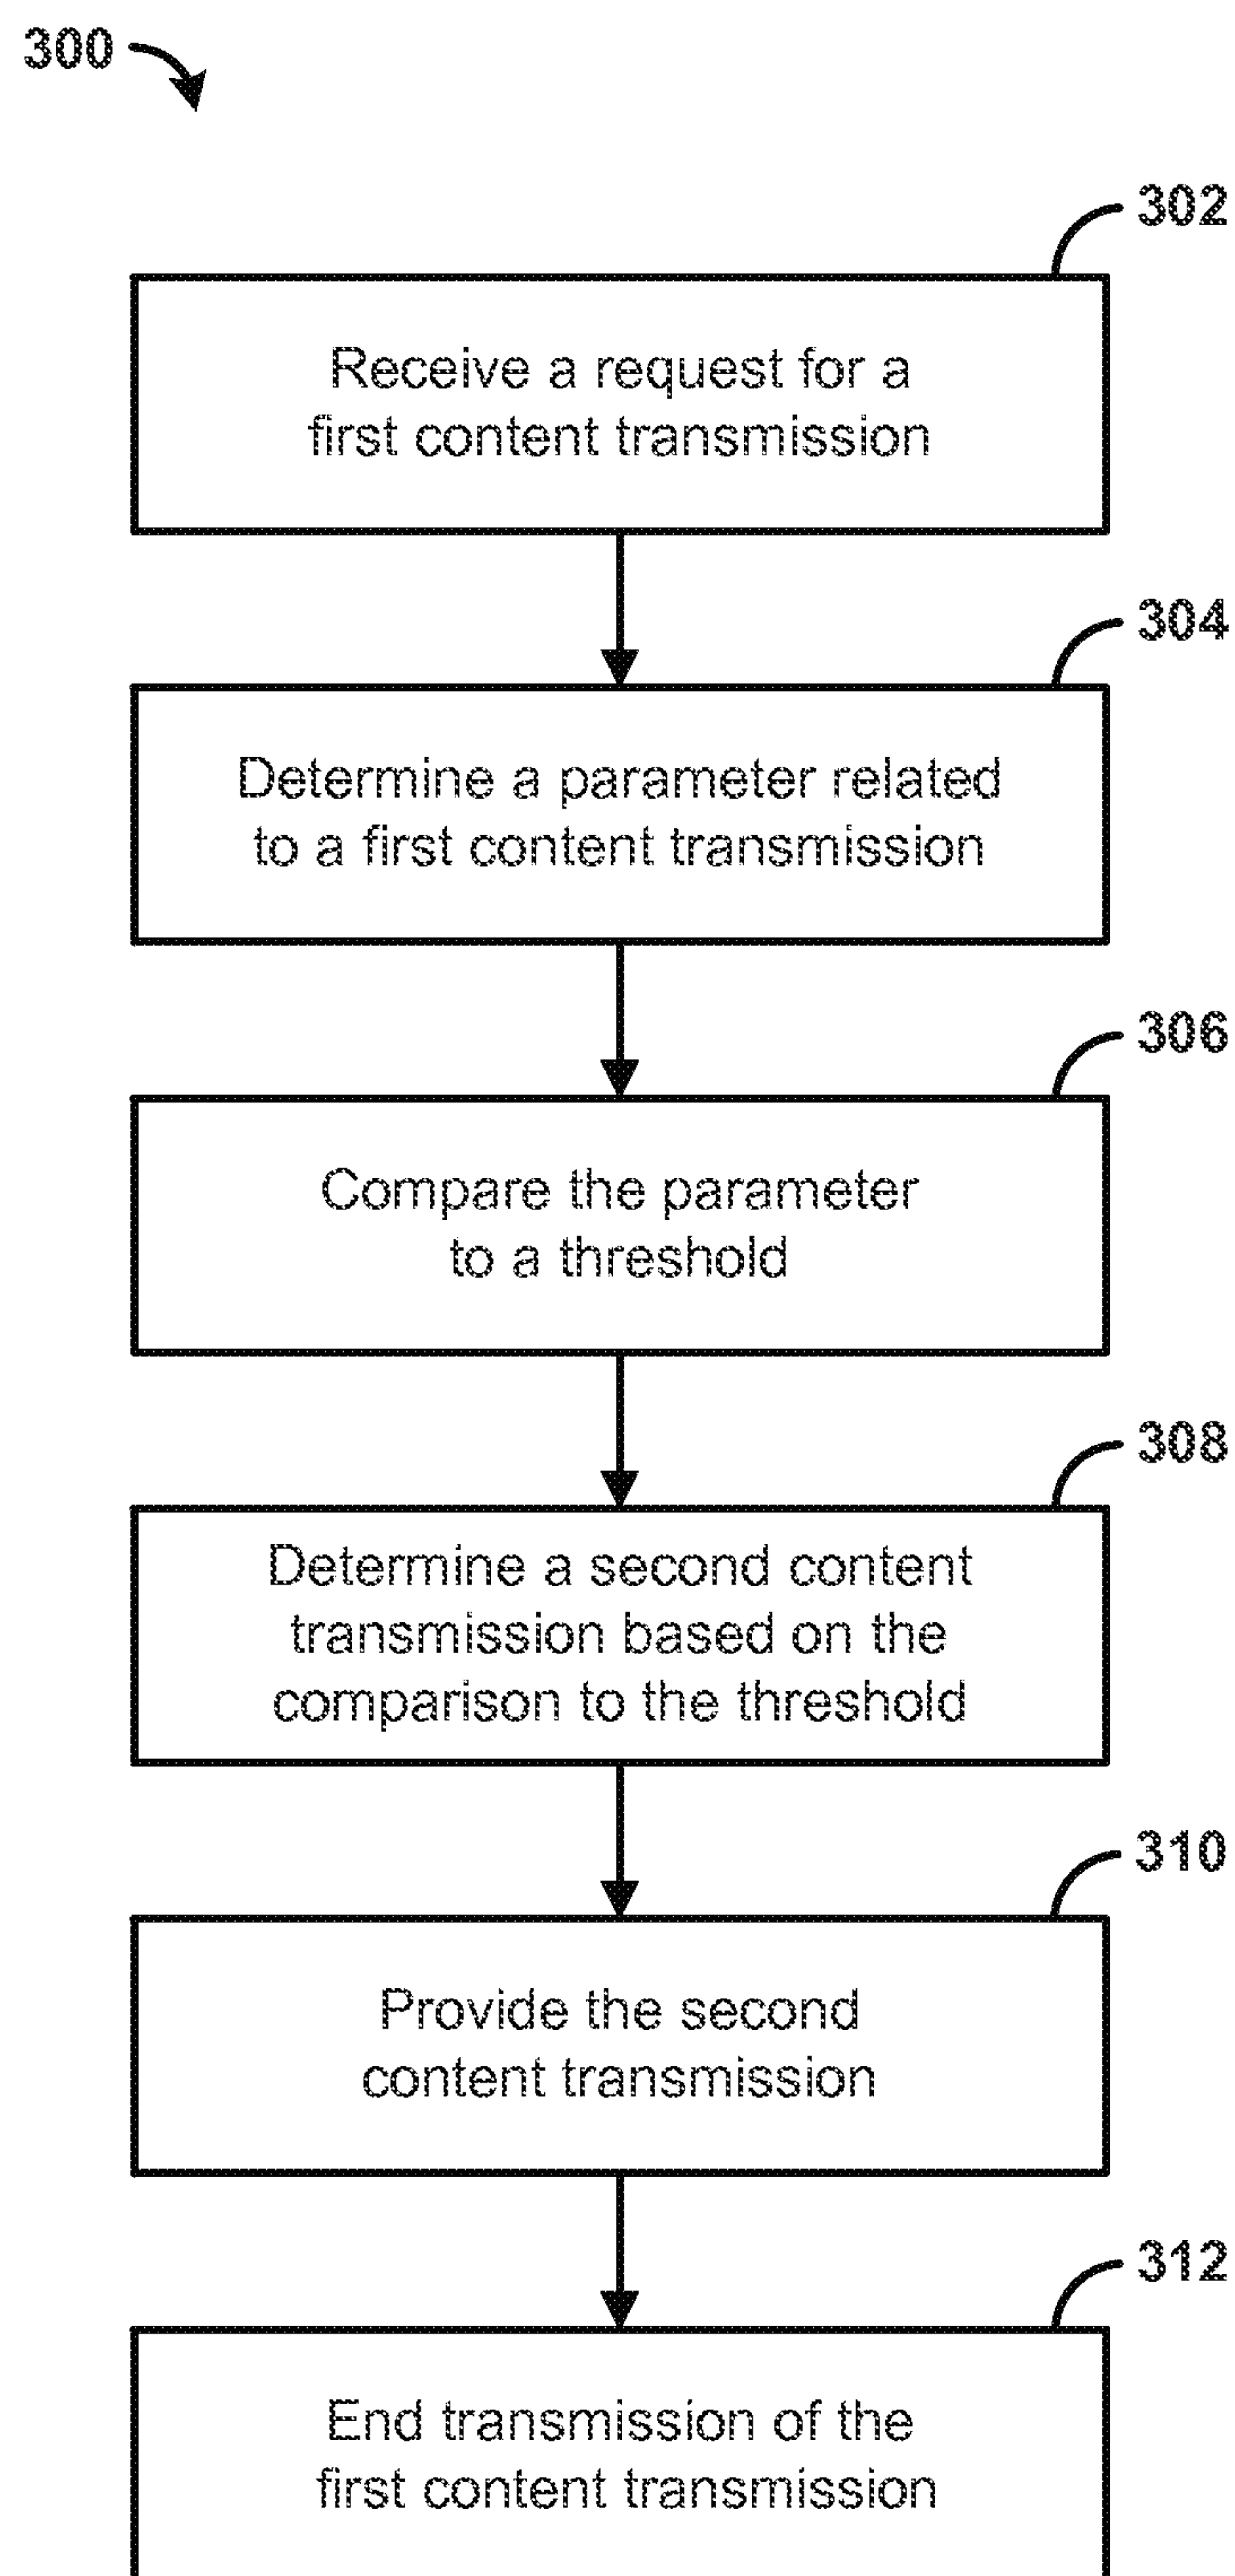 300
302
Receive a request for a
first content transmission
304
Determine a parameter related
to a first content transmission
306
Compare the parameter
to a threshold
308
Determine a second content
transmission based on the
comparison to the threshold
310
Provide the second
content transmission
312
End transmission of the
first content transmission